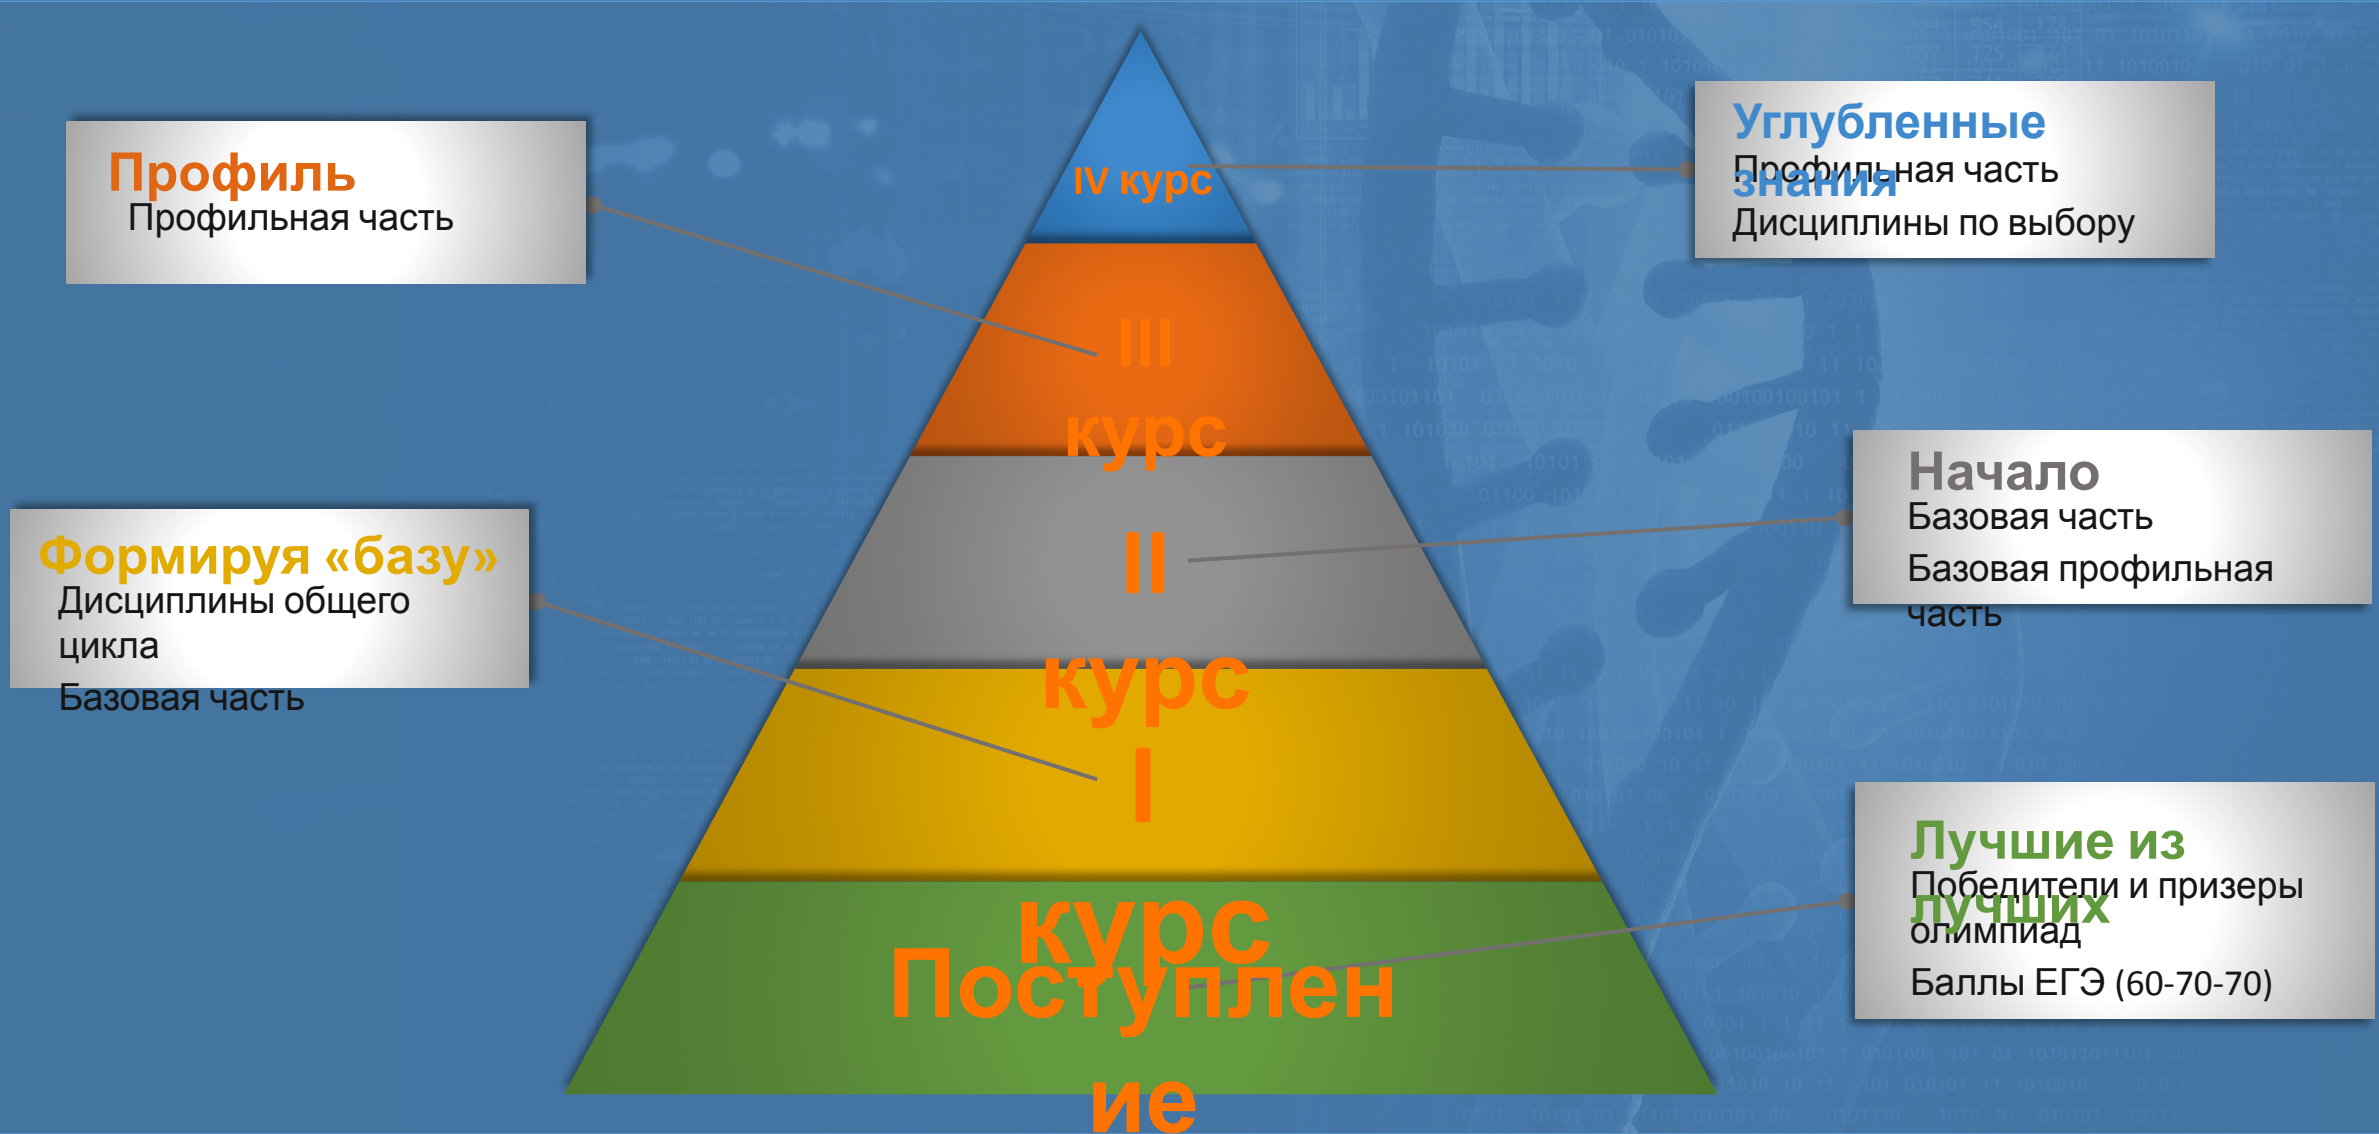 Профиль
Профильная часть
Углубленные
знания
Профильная часть
Дисциплины по выбору
IV курс
III
курс
Формируя «базу»
Дисциплины общего
цикла
Базовая часть
II
курс
Начало
Базовая часть
Базовая профильная
часть
I
курс
Поступлен
ие
Лучшие из
лучших
Победители и призеры
олимпиад
Баллы ЕГЭ (60-70-70)